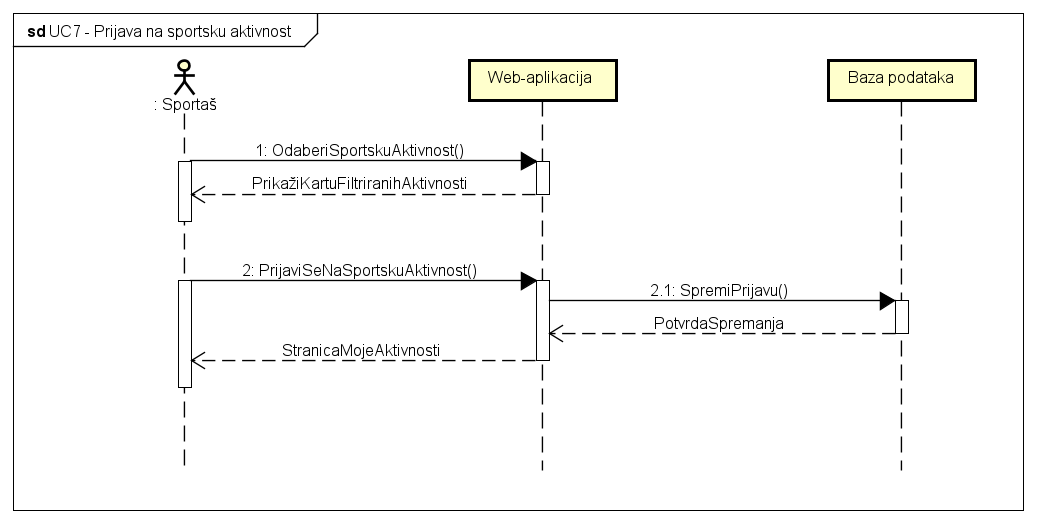 sd UC7 - Prijava na sportsku aktivnost
: Sportaš
Web-aplikacija
Baza podataka
1: OdaberiSportskuAktivnost()
PrikažiKartuFiltriranihAktivnosti
2: PrijaviSeNaSportskuAktivnost()
2.1: SpremiPrijavu()
PotvrdaSpremanja
StranicaMojeAktivnosti